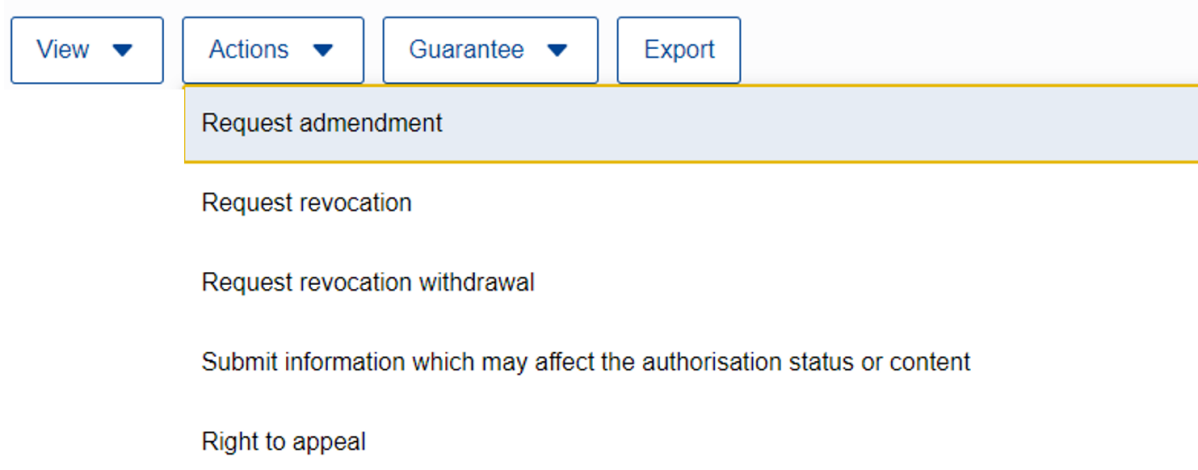 View Actions Guarantee Export
Request admendment
Request revocation
Request revocation withdrawal
Submit information which may affect the authorisation status or content
Right to appeal